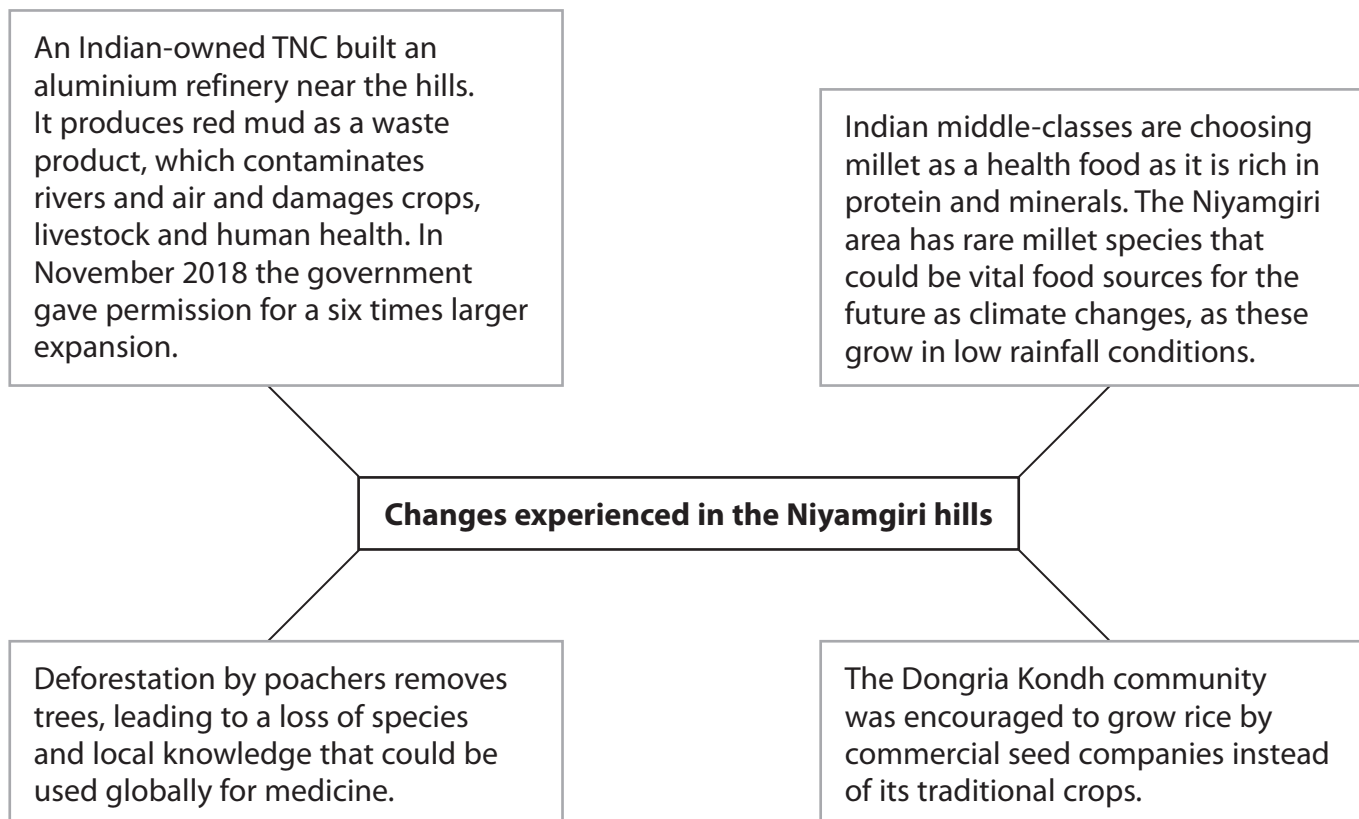 An Indian-owned TNC built an
aluminium refinery near the hills.
It produces red mud as a waste
product, which contaminates
rivers and air and damages crops,
livestock and human health. In
November 2018 the government
gave permission for a six times larger
expansion.
Indian middle-classes are choosing
millet as a health food as it is rich in
protein and minerals. The Niyamgiri
area has rare millet species that
could be vital food sources for the
future as climate changes, as these
grow in low rainfall conditions.
Changes experienced in the Niyamgiri hills
Deforestation by poachers removes
trees, leading to a loss of species
and local knowledge that could be
used globally for medicine.
The Dongria Kondh community
was encouraged to grow rice by
commercial seed companies instead
of its traditional crops.